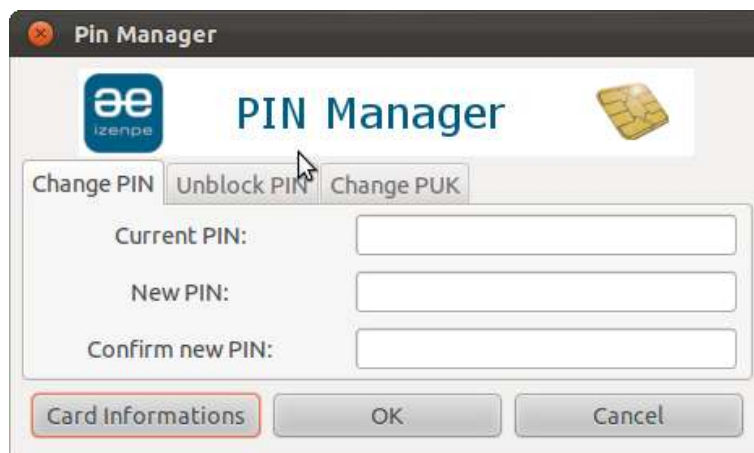 Pin Manager
izenpe
PIN Manager
Change PIN Unblock PIN Change PUK
Current PIN:
New PIN:
Confirm new PIN:
Card Informations OK Cancel